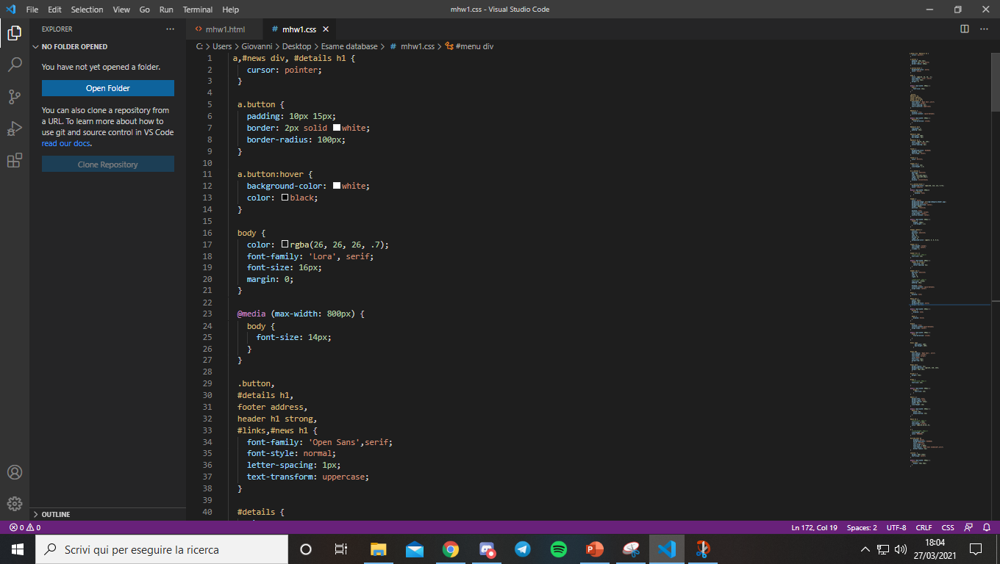 File Edit Selection View Go Run Terminal Help
mhw1.css - Visual Studio Code
EXPLORER
NO FOLDER OPENED
You have not yet opened a folder.
Open Folder
You can also clone a repository from
a URL. To learn more about how to
use git and source control in VS Code
read our docs.
Clone Repository
OUTLINE
mhw1.html
mhw1.css
C: > Users > Giovanni > Desktop > Esame database > # mhw1.css > #menu div
1 a,#news div, #details h1 {
2 cursor: pointer;
3 }
4
5 a.button {
6 padding: 10px 15px;
7 border: 2px solid white;
8 border-radius: 100px;
9 }
10
11 a.button:hover {
12 background-color: white;
13 color: black;
14 }
15
16 body {
17 color: rgba(26, 26, 26, .7);
18 font-family: 'Lora', serif;
19 font-size: 16px;
20 margin: 0;
21 }
22
23 @media (max-width: 800px) {
24 body {
25 font-size: 14px;
26 }
27 }
28
29 .button,
30 #details h1,
31 footer address,
32 header h1 strong,
33 #links,#news h1 {
34 font-family: 'Open Sans',serif;
35 font-style: normal;
36 letter-spacing: 1px;
37 text-transform: uppercase;
38 }
39
40 #details {
0 0
Ln 172, Col 19 Spaces: 2 UTF-8 CRLF CSS
Scrivi qui per eseguire la ricerca
18:04
27/03/2021